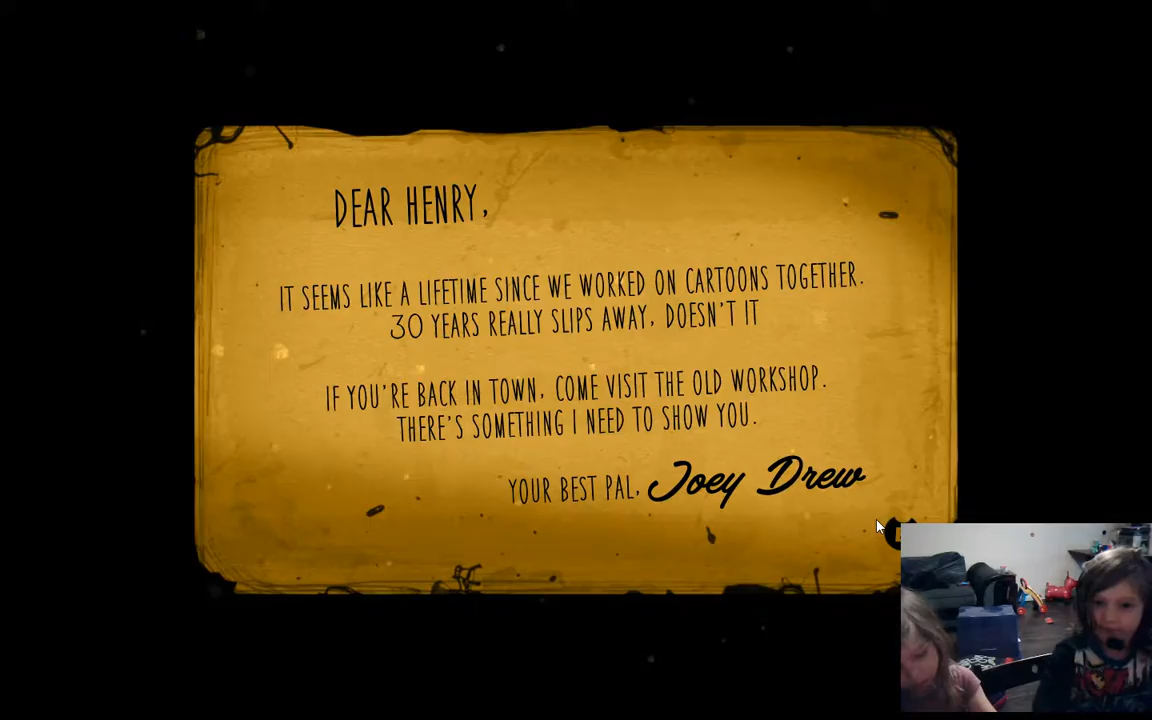 DEAR HENRY,
IT SEEMS LIKE A LIFETIME SINCE WE WORKED ON CARTOONS TOGETHER.
30 YEARS REALLY SLIPS AWAY, DOESN'T IT
IF YOU'RE BACK IN TOWN, COME VISIT THE OLD WORKSHOP.
THERE'S SOMETHING I NEED TO SHOW YOU.
YOUR BEST PAL, Joey Drew